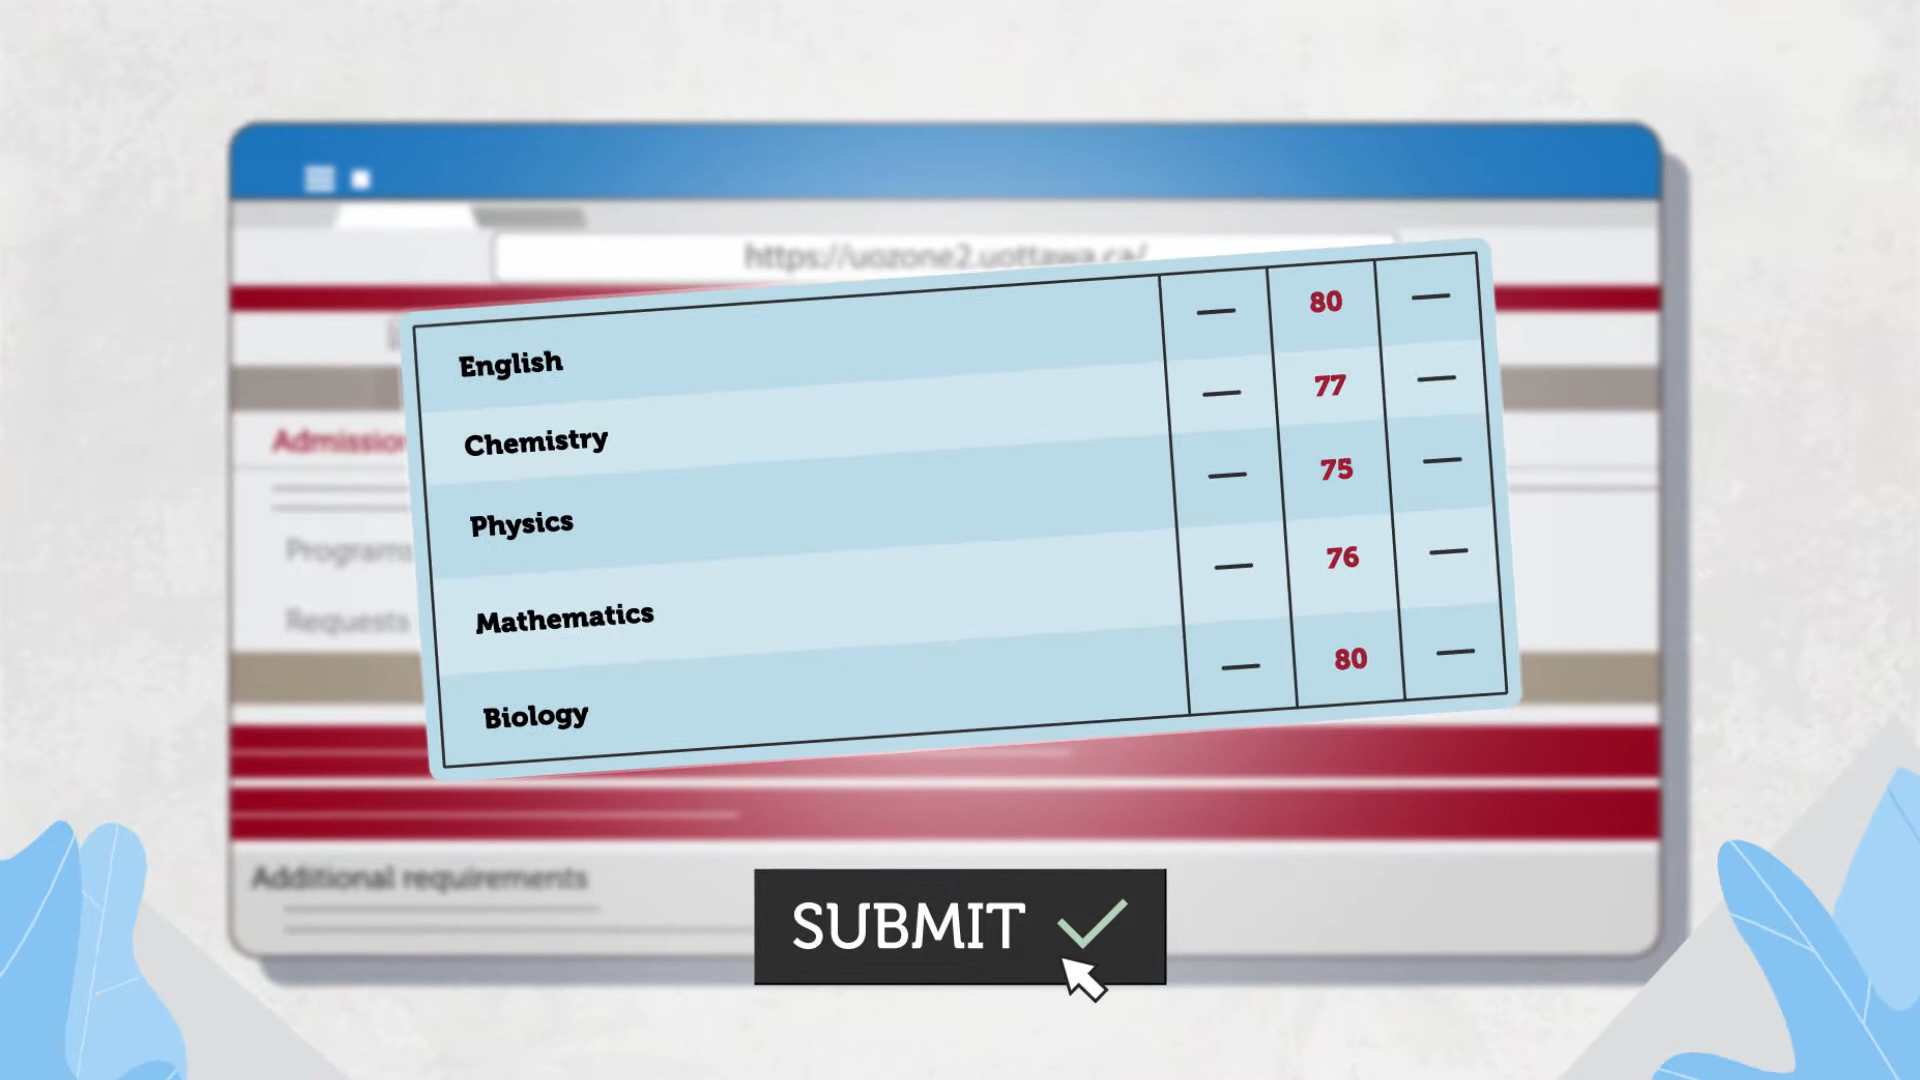 https://uozone2.uottawa.ca/
English — 80 —
Chemistry — 77 —
Physics — 75 —
Mathematics — 76 —
Biology — 80 —
Admission
Programs
Requests
Additional requirements
SUBMIT